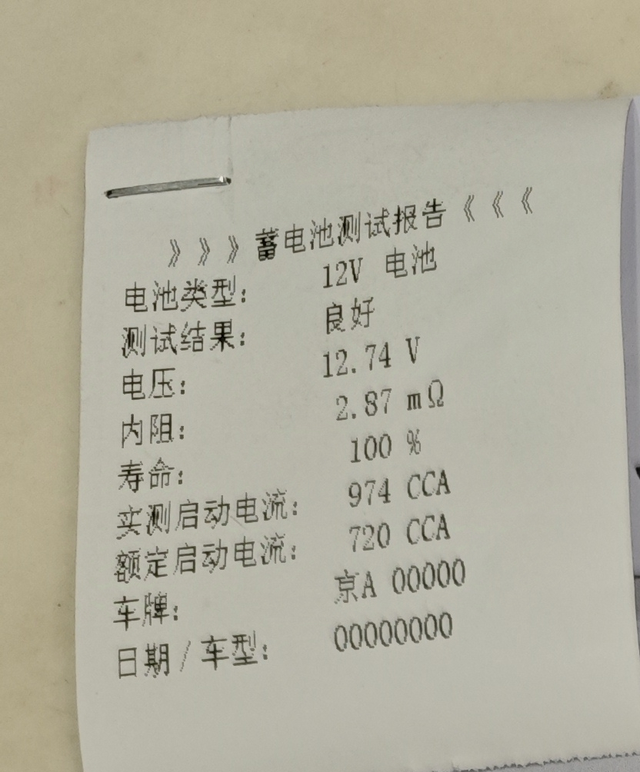 》》》蓄电池测试报告《《《
电池类型： 12V 电池
测试结果： 良好
电压： 12.74 V
内阻： 2.87 mΩ
寿命： 100 %
实测启动电流： 974 CCA
额定启动电流： 720 CCA
车牌： 京A 00000
日期/车型： 00000000